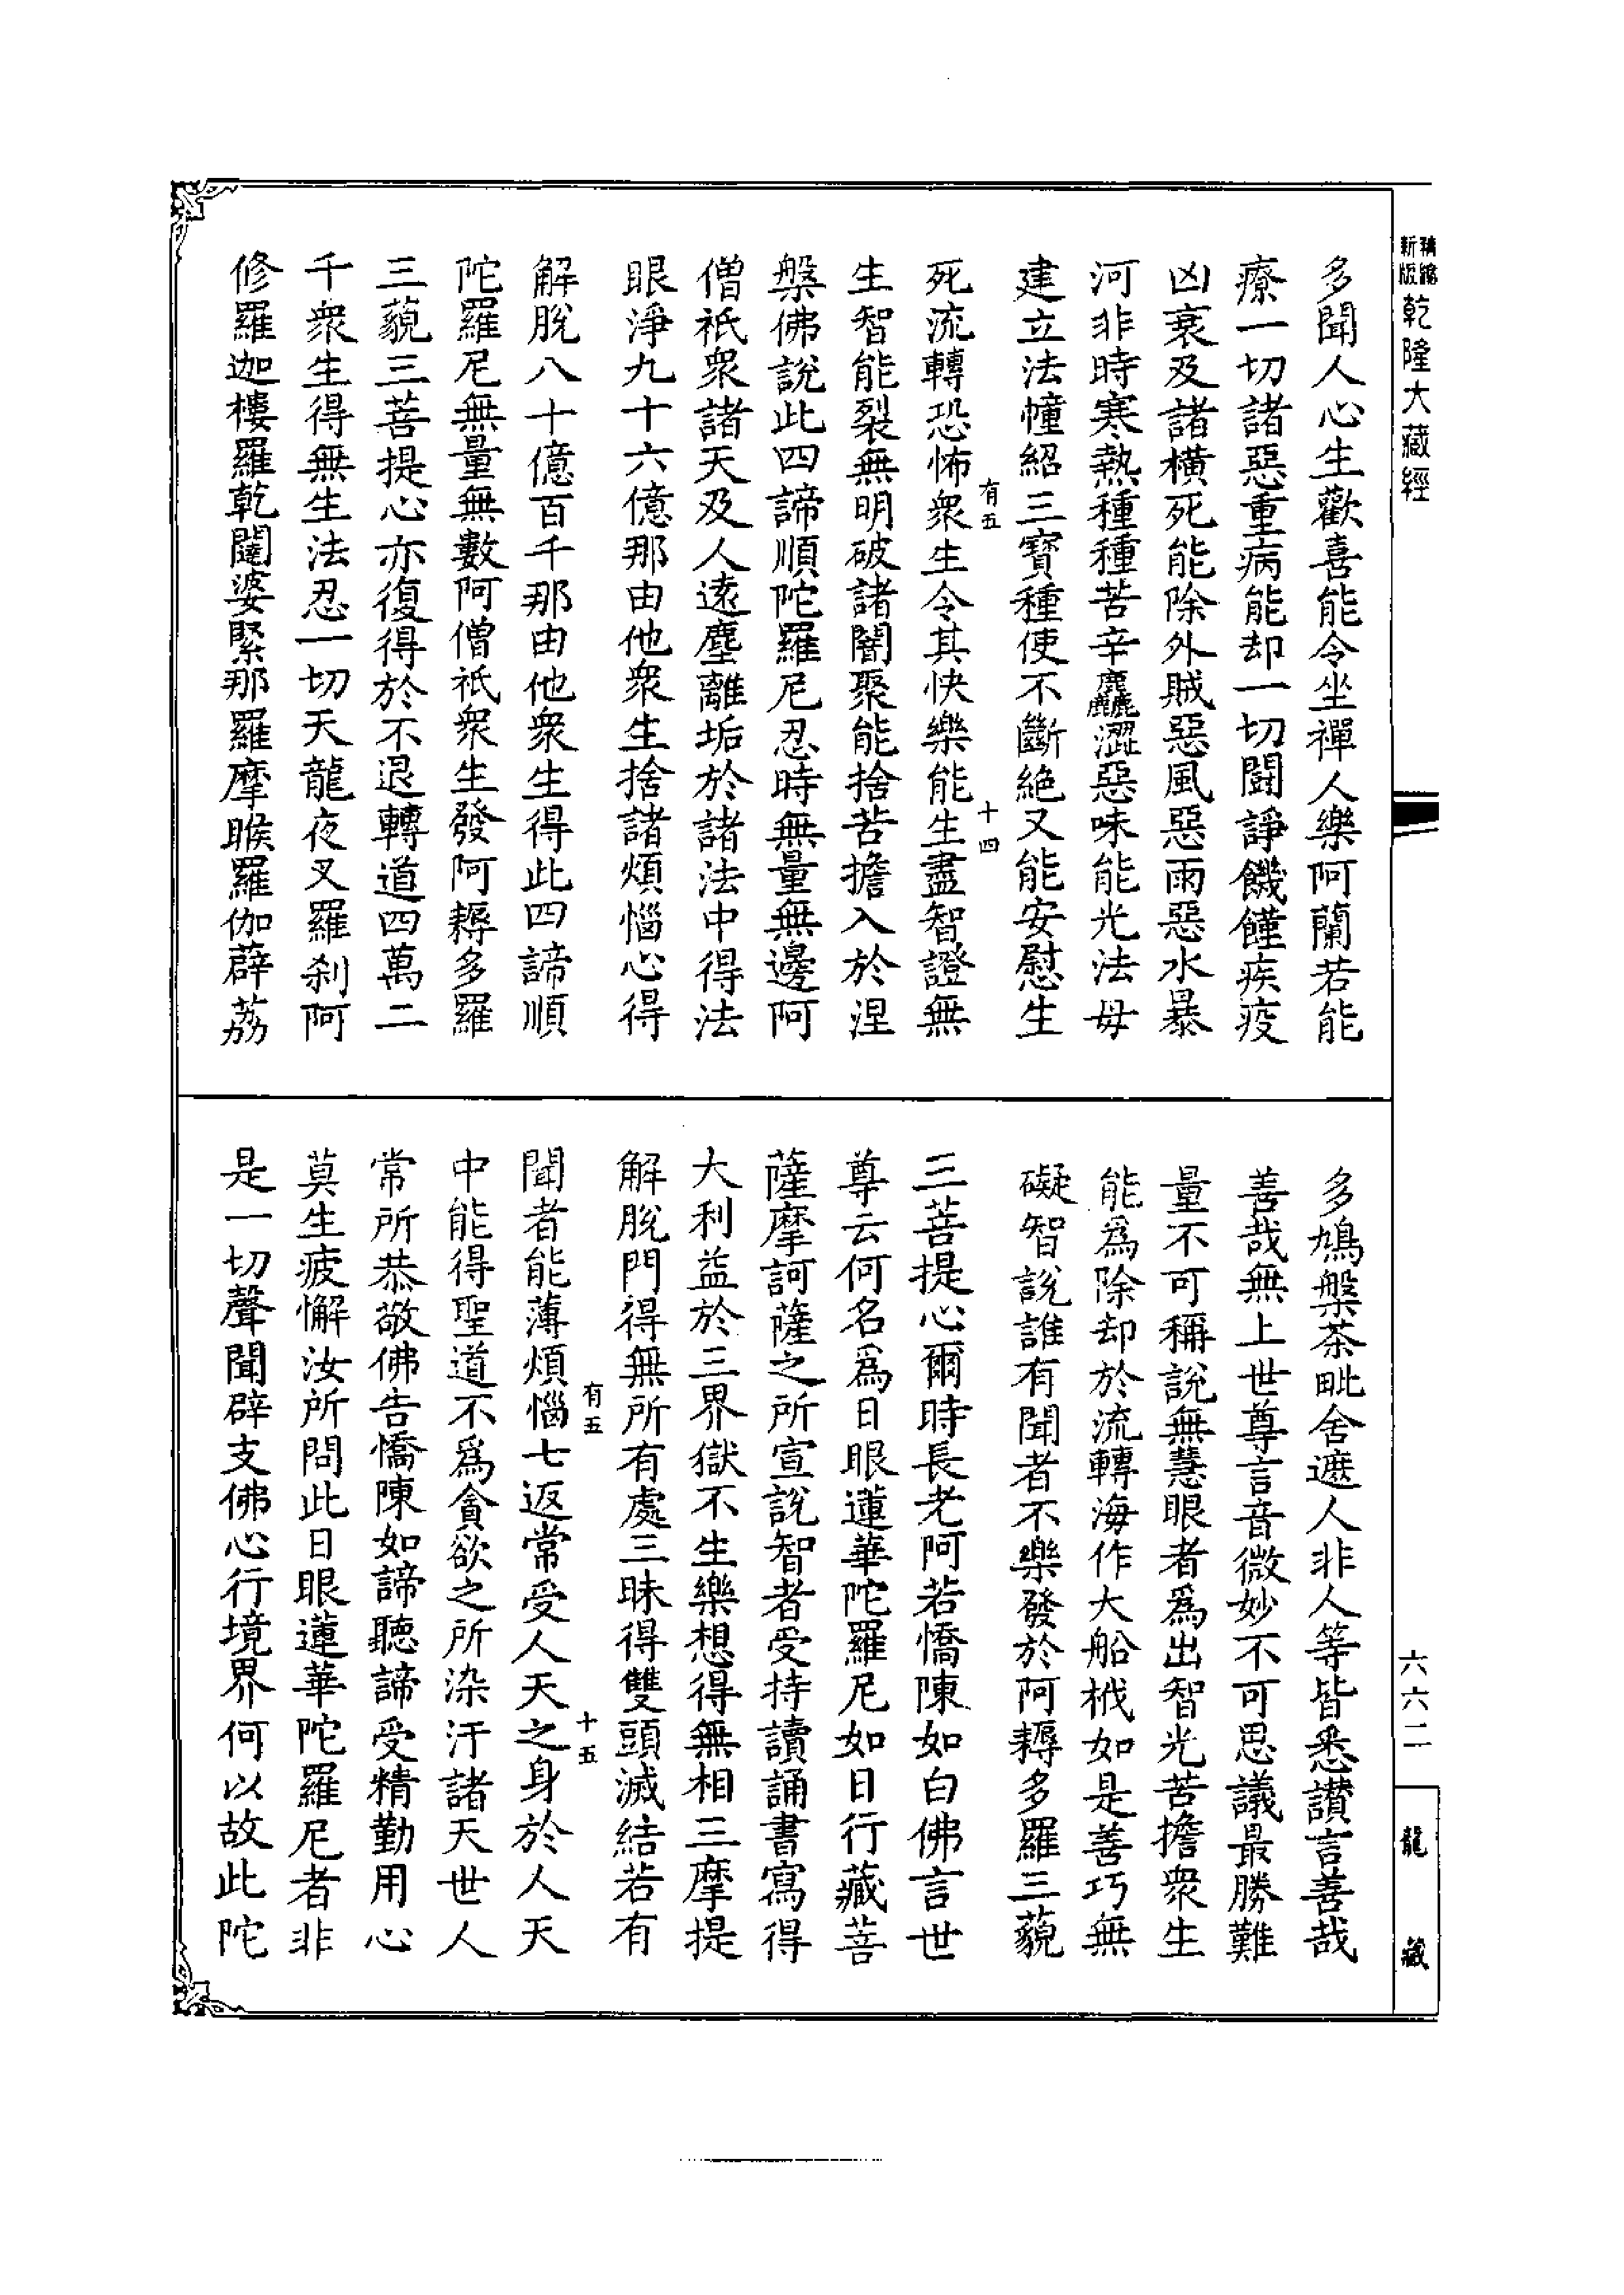 精縮新版乾隆大藏經
多聞人心生歡喜能令坐禪人樂阿蘭若能
療一切諸惡重病能却一切鬪諍饑饉疾疫
凶衰及諸橫死能除外賊惡風惡雨惡水暴
河非時寒熱種種苦辛麤澀惡味能光法母
建立法幢紹三寶種使不斷絕又能安慰生
有五
十四
死流轉恐怖衆生令其快樂能生盡智證無
生智能裂無明破諸闇聚能捨苦擔入於涅
槃佛說此四諦順陀羅尼忍時無量無邊阿
僧祇衆諸天及人遠塵離垢於諸法中得法
眼淨九十六億那由他衆生捨諸煩惱心得
解脫八十億百千那由他衆生得此四諦順
陀羅尼無量無數阿僧祇衆生發阿耨多羅
三藐三菩提心亦復得於不退轉道四萬二
千衆生得無生法忍一切天龍夜叉羅刹阿
修羅迦樓羅乾闥婆緊那羅摩睺羅伽薜荔
多鳩槃茶毗舍遮人非人等皆悉讃言善哉
善哉無上世尊言音微妙不可思議最勝難
量不可稱說無慧眼者爲出智光苦擔衆生
能爲除却於流轉海作大船栰如是善巧無
礙智說誰有聞者不樂發於阿耨多羅三藐
三菩提心爾時長老阿若憍陳如白佛言世
尊云何名爲日眼蓮華陀羅尼如日行藏菩
薩摩訶薩之所宣說智者受持讀誦書寫得
大利益於三界獄不生樂想得無相三摩提
解脫門得無所有處三昧得雙頭滅結若有
有五
十五
聞者能薄煩惱七返常受人天之身於人天
中能得聖道不爲貪欲之所染汙諸天世人
常所恭敬佛告憍陳如諦聽諦受精勤用心
莫生疲懈汝所問此日眼蓮華陀羅尼者非
是一切聲聞辟支佛心行境界何以故此陀
六六二
龍藏